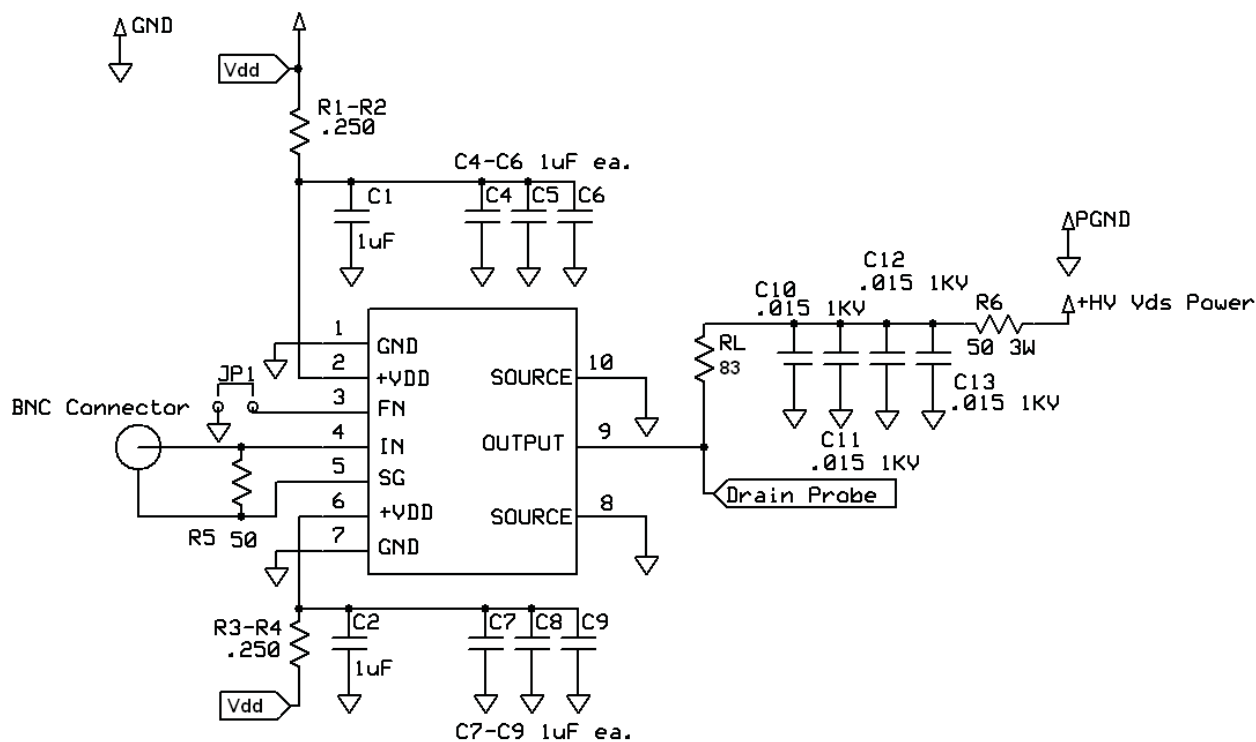 GND
Vdd
R1-R2
.250
C4-C6 1uF ea.
C1
1uF
C4
C5
C6
PGND
C12
.015 1KV
C10
.015 1KV
R6
50 3W
+HV Vds Power
RL
83
C13
.015 1KV
C11
.015 1KV
1
GND
2
+VDD
JP1
3
FN
BNC Connector
4
IN
5
SG
6
+VDD
7
GND
R5 50
SOURCE
10
OUTPUT
9
SOURCE
8
Drain Probe
R3-R4
.250
Vdd
C2
1uF
C7
C8
C9
C7-C9 1uF ea.